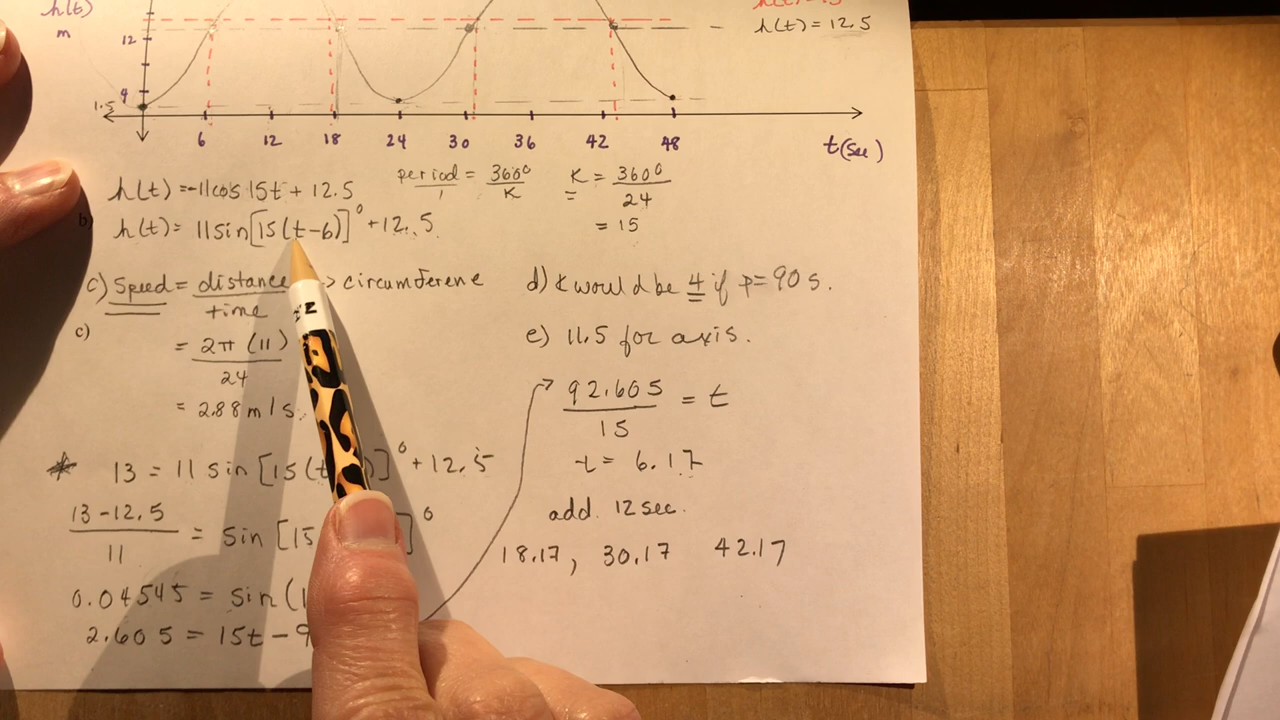 h(t)
m
h(t) = 12.5
12
4
1.5
6 12 18 24 30 36 42 48
t(sec)
h(t) = -11cos 15t + 12.5
period = 360° / K
1
K = 360° / 24
= 15
b) h(t) = 11sin[15(t-6)]° + 12.5
c) Speed = distance / time -> circumferene
c)
= 2π (11) / 24
= 2.88 m/s.
d) K would be 4 if p=90 s.
e) 11.5 for axis.
* 13 = 11 sin [15(t )]° + 12.5
13-12.5 / 11 = sin [15 ]°
0.04545 = sin(1
2.605 = 15t - 9
92.605 / 15 = t
t = 6.17
add. 12 sec.
18.17, 30.17 42.17